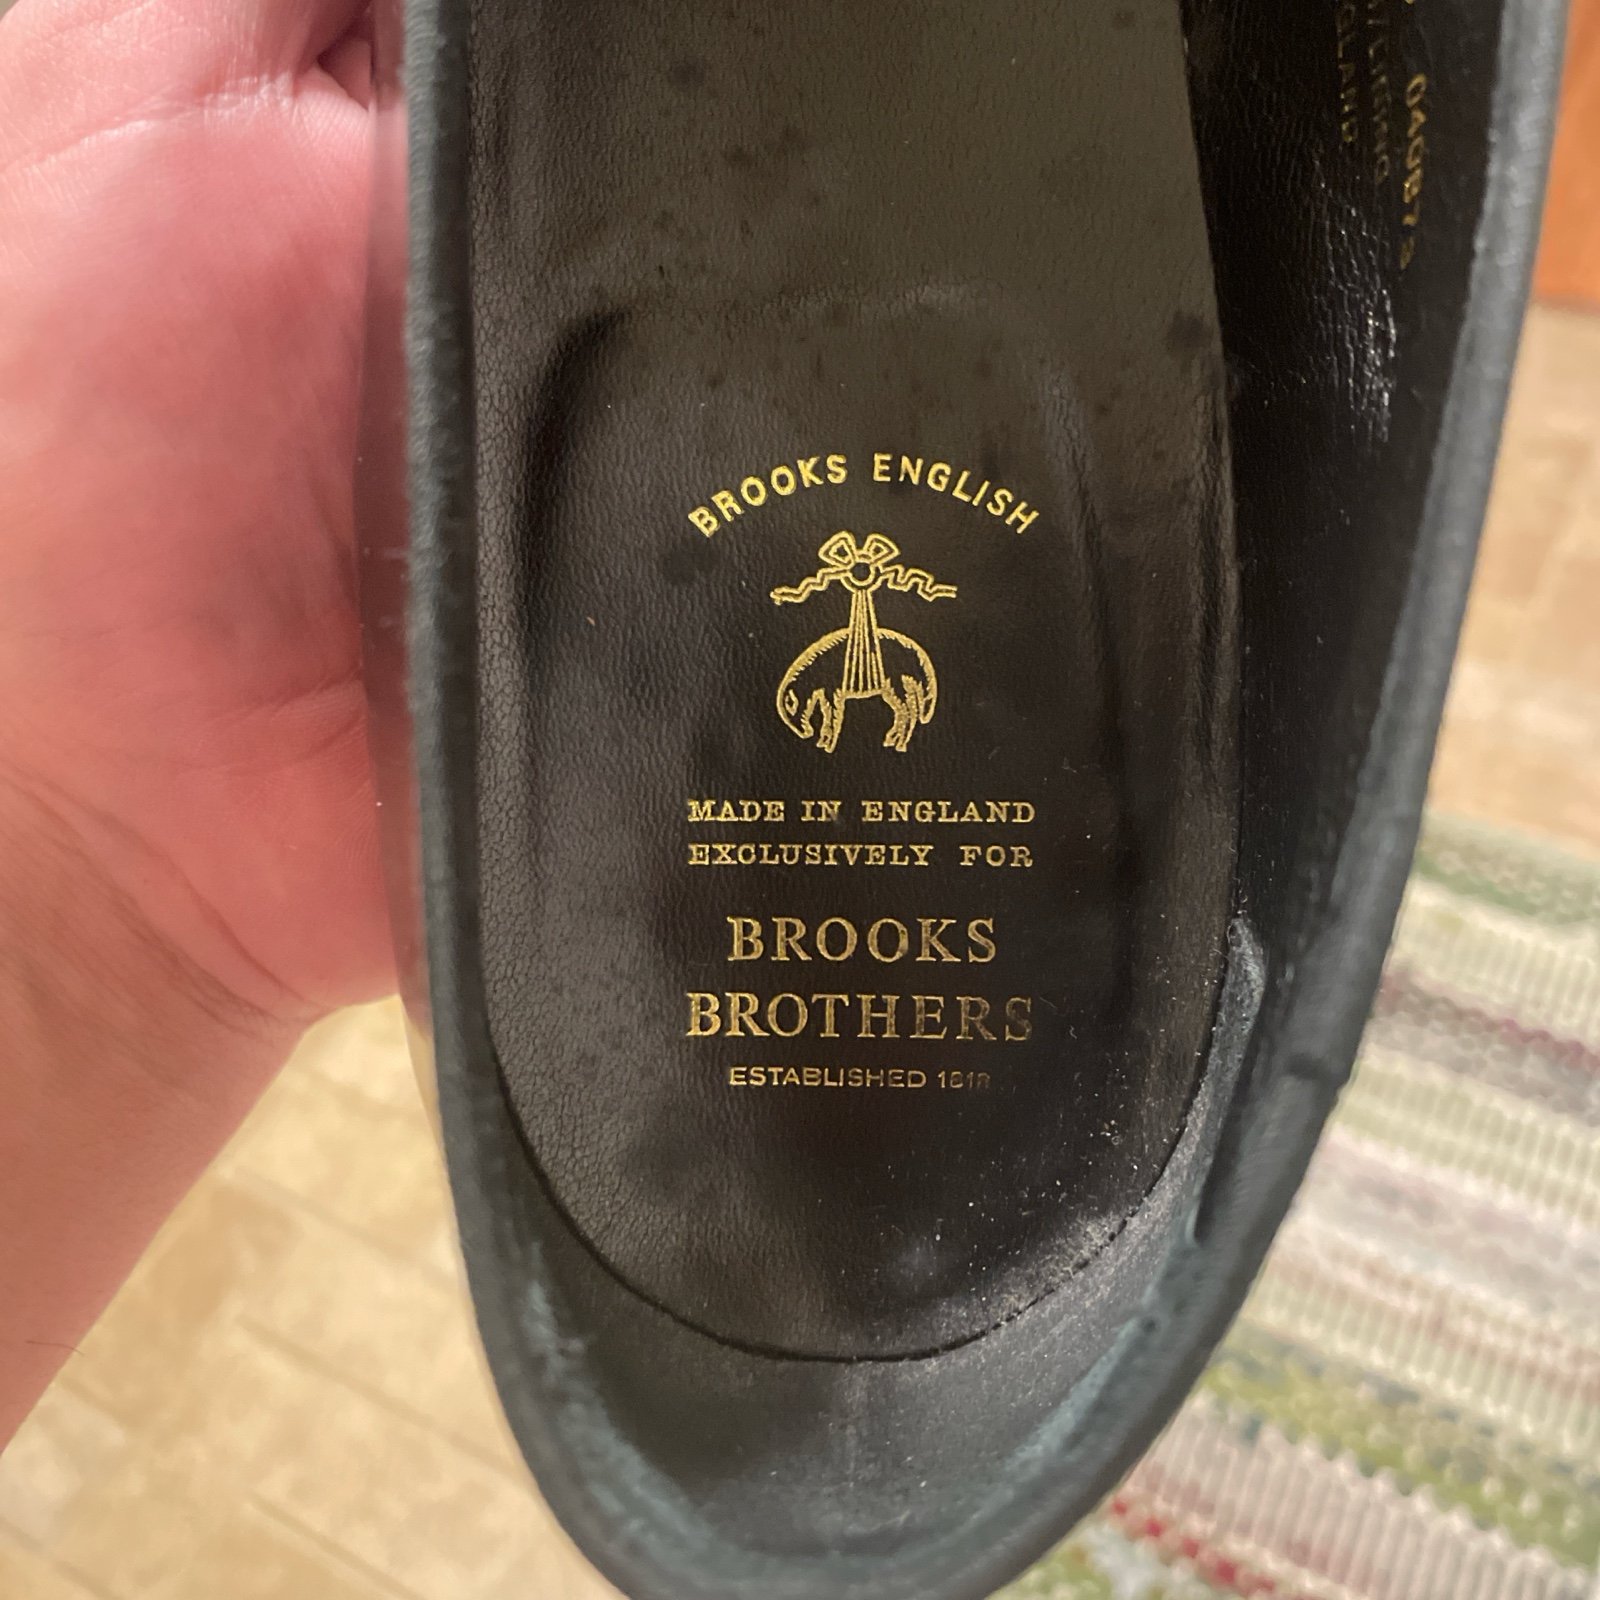 BROOKS ENGLISH
MADE IN ENGLAND
EXCLUSIVELY FOR
BROOKS
BROTHERS
ESTABLISHED 1818